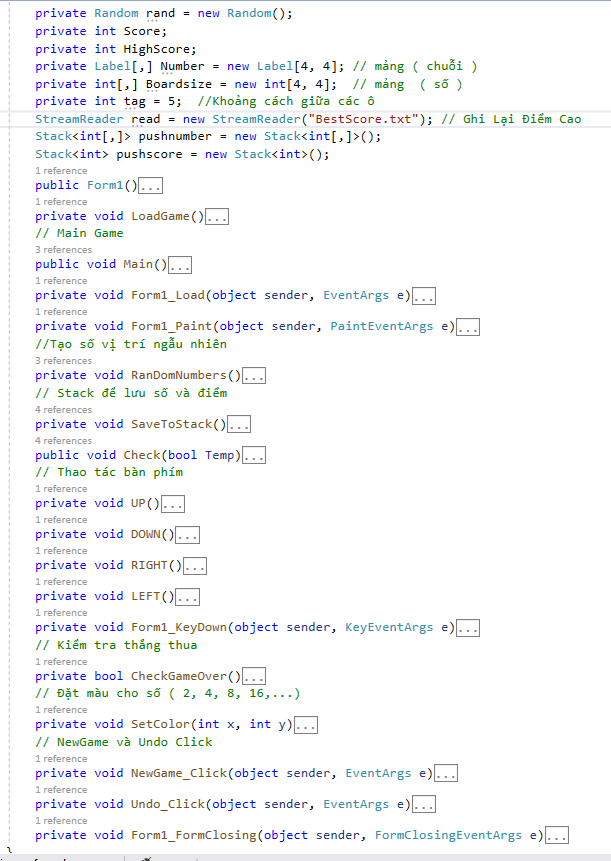 private Random rand = new Random();
private int Score;
private int HighScore;
private Label[,] Number = new Label[4, 4]; // mảng ( chuỗi )
private int[,] Boardsize = new int[4, 4];  // mảng  ( số )
private int tag = 5;  //Khoảng cách giữa các ô
StreamReader read = new StreamReader("BestScore.txt"); // Ghi Lại Điểm Cao
Stack<int[,]> pushnumber = new Stack<int[,]>();
Stack<int> pushscore = new Stack<int>();
1 reference
public Form1()...
1 reference
private void LoadGame()...
// Main Game
3 references
public void Main()...
1 reference
private void Form1_Load(object sender, EventArgs e)...
1 reference
private void Form1_Paint(object sender, PaintEventArgs e)...
//Tạo số vị trí ngẫu nhiên
3 references
private void RanDomNumbers()...
// Stack để lưu số và điểm
4 references
private void SaveToStack()...
4 references
public void Check(bool Temp)...
// Thao tác bàn phím
1 reference
private void UP()...
1 reference
private void DOWN()...
1 reference
private void RIGHT()...
1 reference
private void LEFT()...
1 reference
private void Form1_KeyDown(object sender, KeyEventArgs e)...
// Kiểm tra thắng thua
1 reference
private bool CheckGameOver()...
// Đặt màu cho số ( 2, 4, 8, 16,...)
1 reference
private void SetColor(int x, int y)...
// NewGame và Undo Click
1 reference
private void NewGame_Click(object sender, EventArgs e)...
1 reference
private void Undo_Click(object sender, EventArgs e)...
1 reference
private void Form1_FormClosing(object sender, FormClosingEventArgs e)...
}